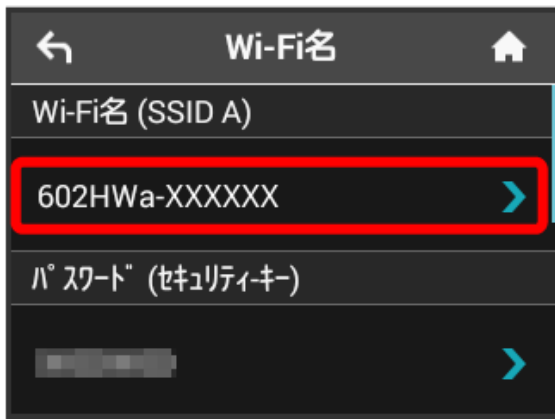 Wi-Fi名
Wi-Fi名 (SSID A)
602HWa-XXXXXX
ﾊﾟｽﾜｰﾄﾞ (ｾｷｭﾘﾃｨｰｷｰ)